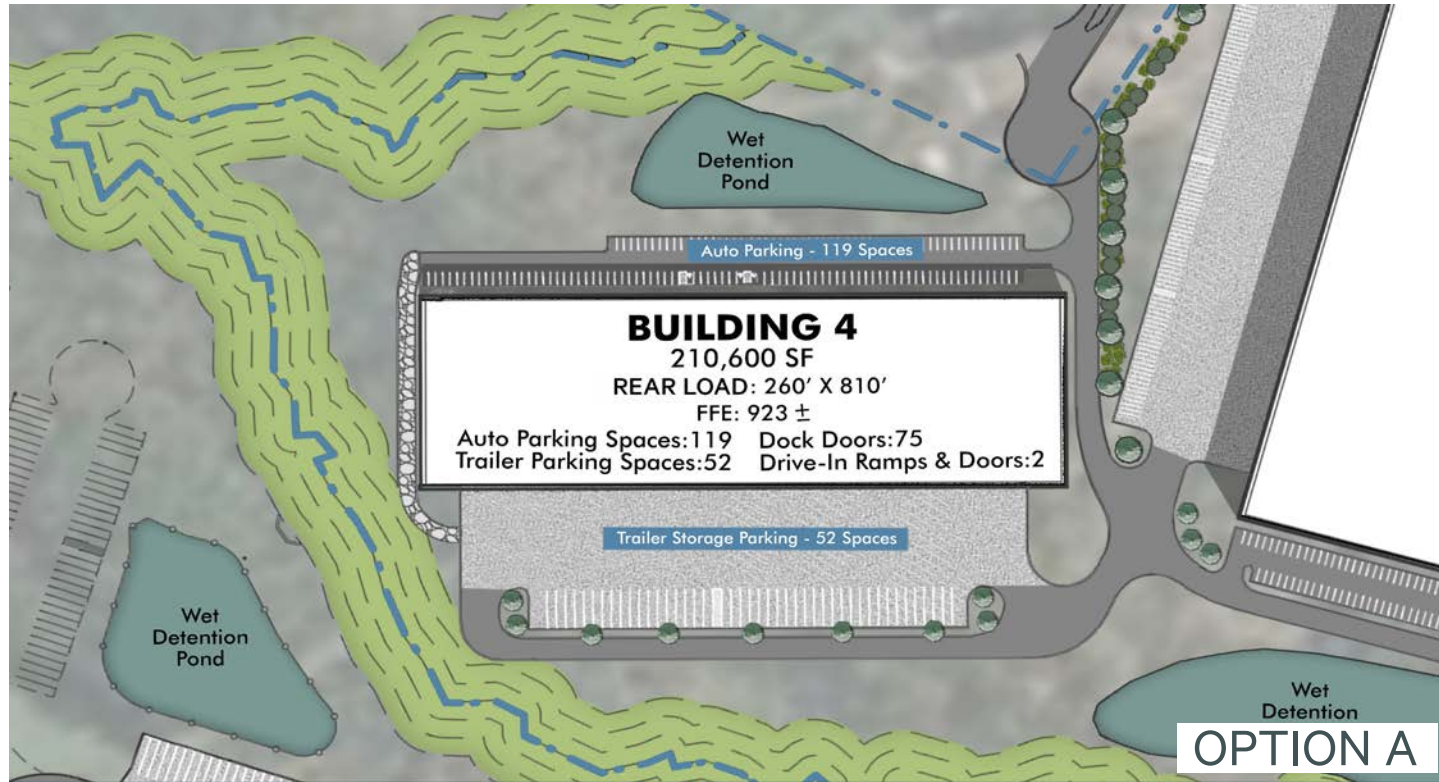 Wet
Detention
Pond
Auto Parking - 119 Spaces
BUILDING 4
210,600 SF
REAR LOAD: 260′ X 810′
FFE: 923 ±
Auto Parking Spaces:119 Dock Doors:75
Trailer Parking Spaces:52 Drive-In Ramps & Doors:2
Trailer Storage Parking - 52 Spaces
Wet
Detention
Pond
Wet
Detention
OPTION A